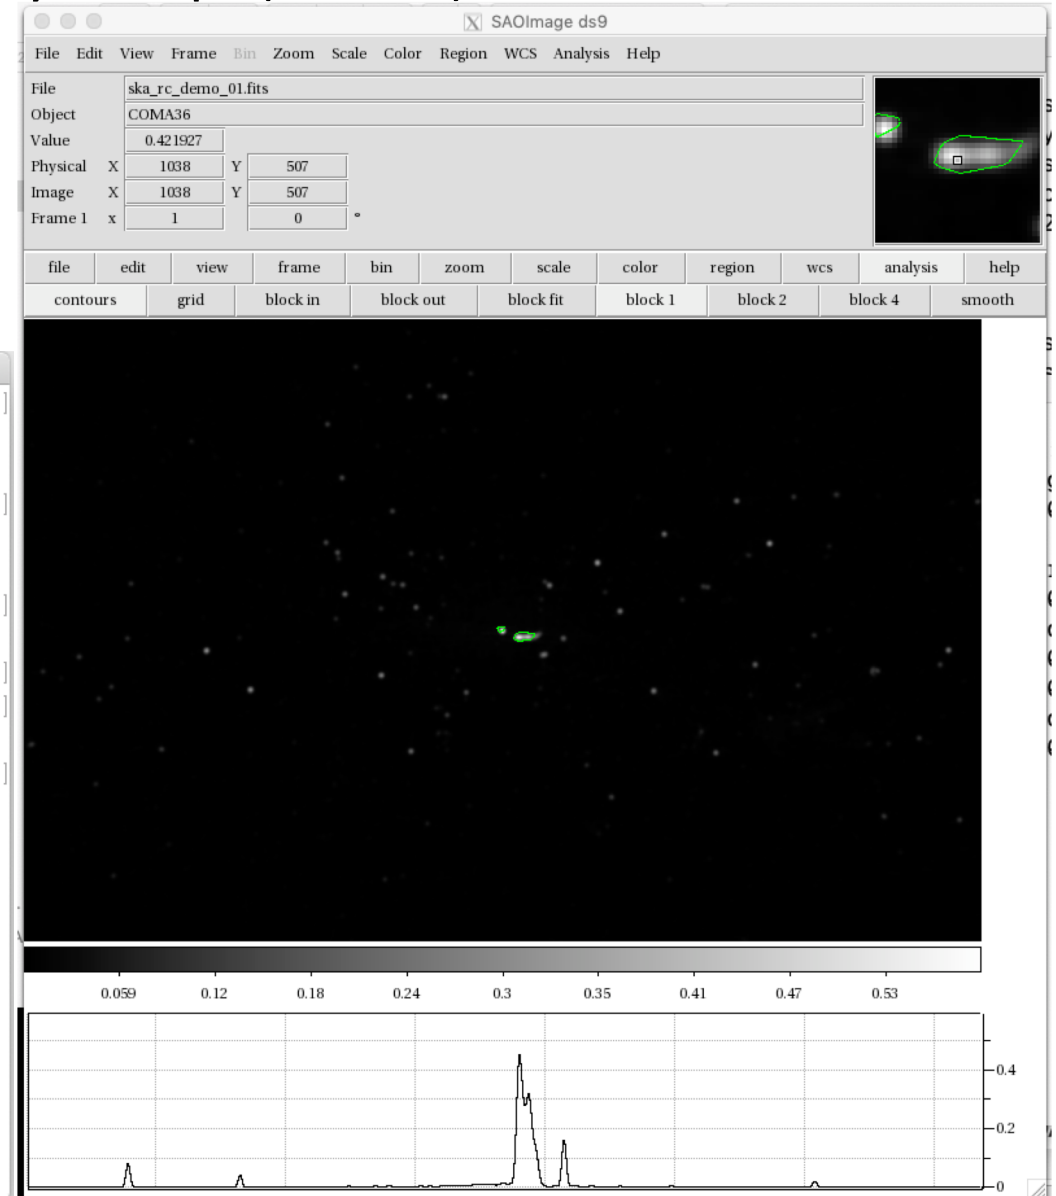 SAOImage ds9
File Edit View Frame Bin Zoom Scale Color Region WCS Analysis Help
File ska_rc_demo_01.fits
Object COMA36
Value 0.421927
Physical X 1038 Y 507
Image X 1038 Y 507
Frame 1 x 1 0 °
file edit view frame bin zoom scale color region wcs analysis help
contours grid block in block out block fit block 1 block 2 block 4 smooth
0.059 0.12 0.18 0.24 0.3 0.35 0.41 0.47 0.53
0.4
0.2
0